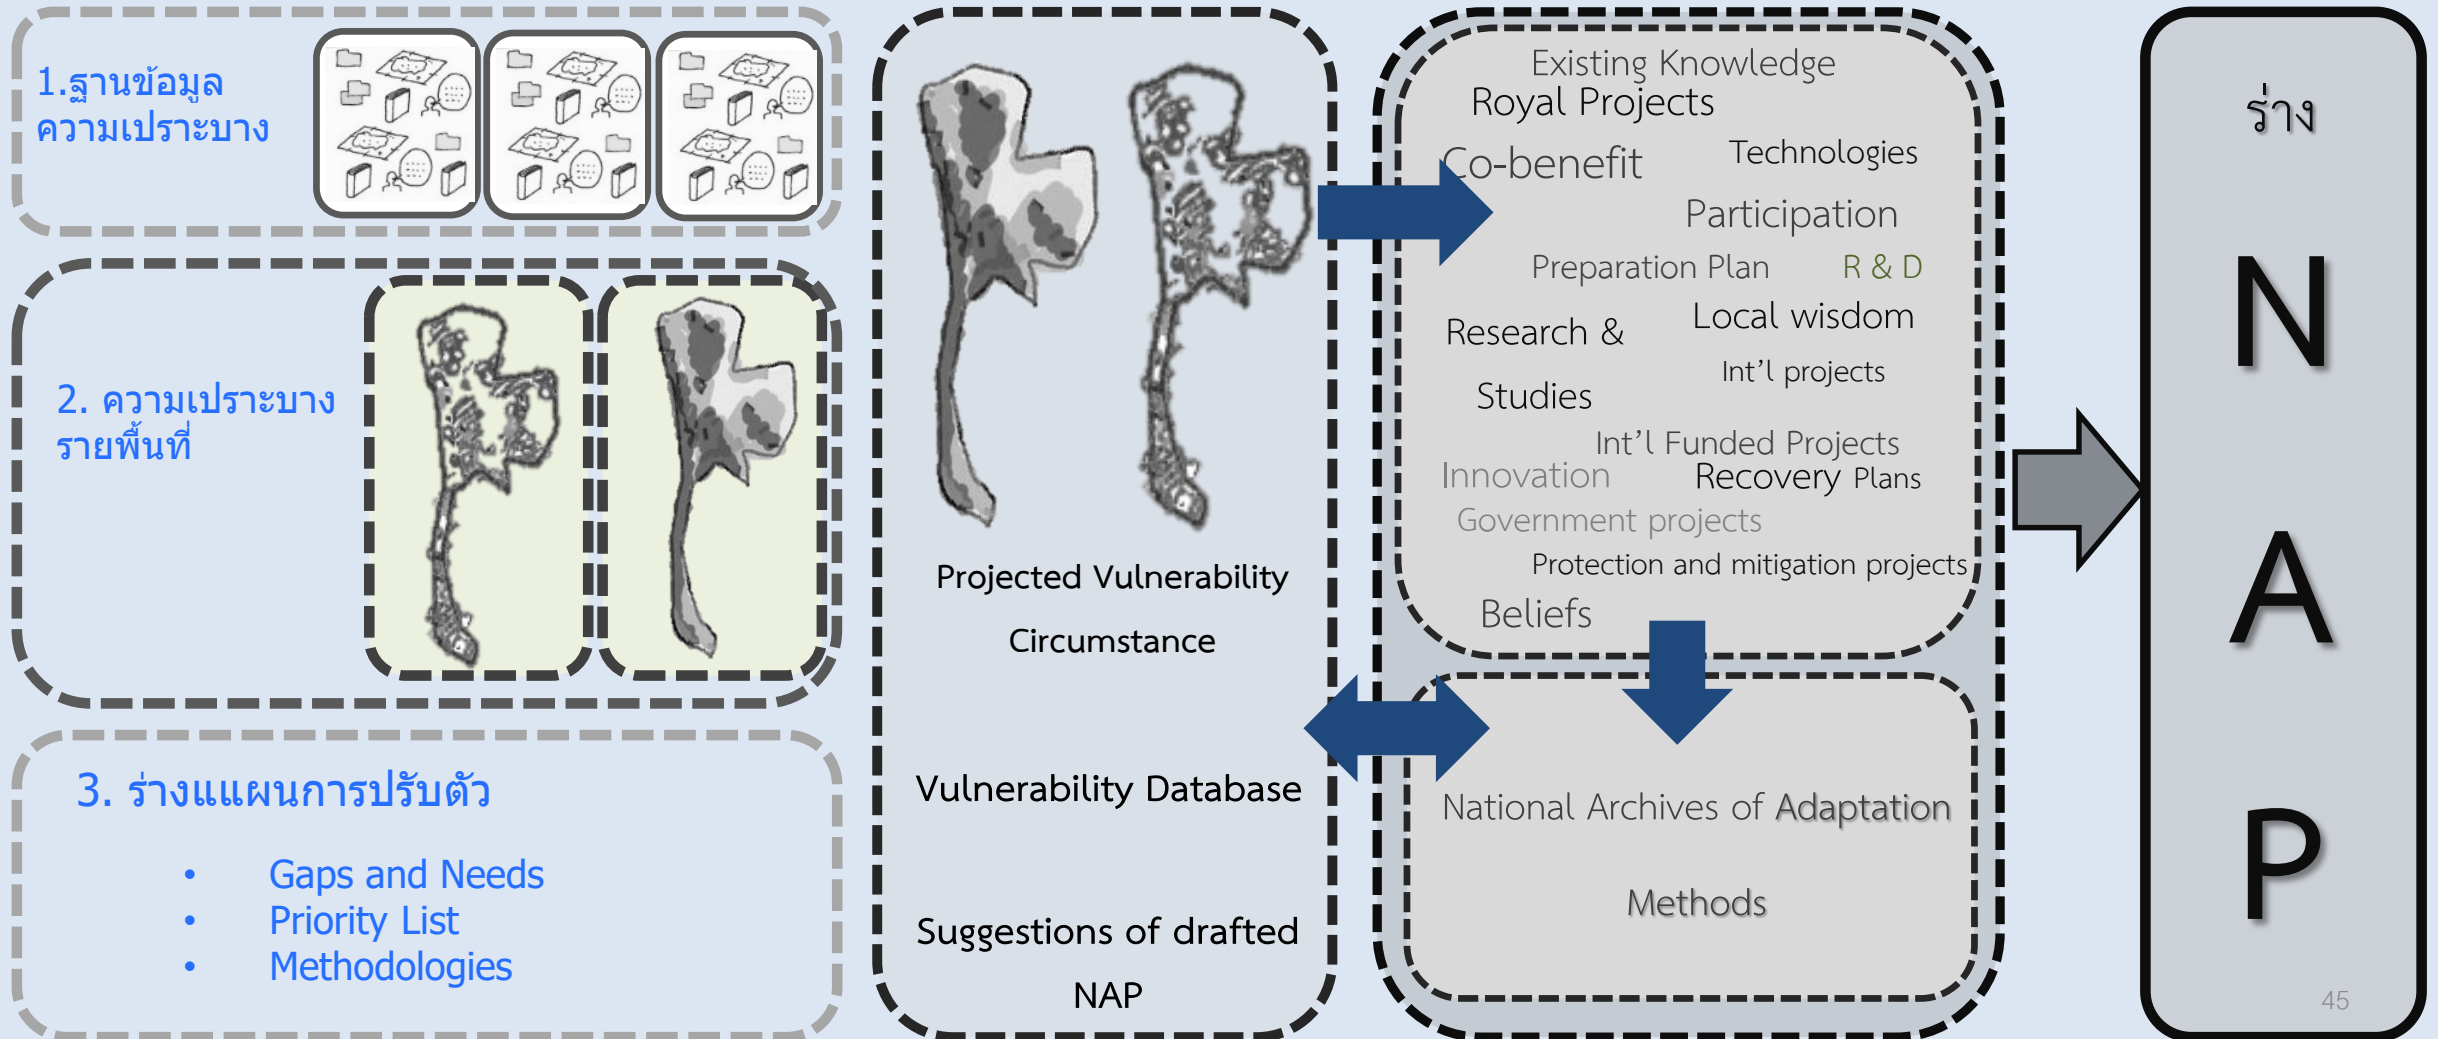 1.ฐานข้อมูล
ความเปราะบาง
2. ความเปราะบาง
รายพื้นที่
3. ร่างแแผนการปรับตัว
• Gaps and Needs
• Priority List
• Methodologies
Projected Vulnerability
Circumstance
Vulnerability Database
Suggestions of drafted
NAP
Existing Knowledge
Royal Projects
Co-benefit
Technologies
Participation
Preparation Plan
R & D
Local wisdom
Research &
Int’l projects
Studies
Int’l Funded Projects
Innovation
Recovery Plans
Government projects
Protection and mitigation projects
Beliefs
National Archives of Adaptation
Methods
ร่าง
N
A
P
45